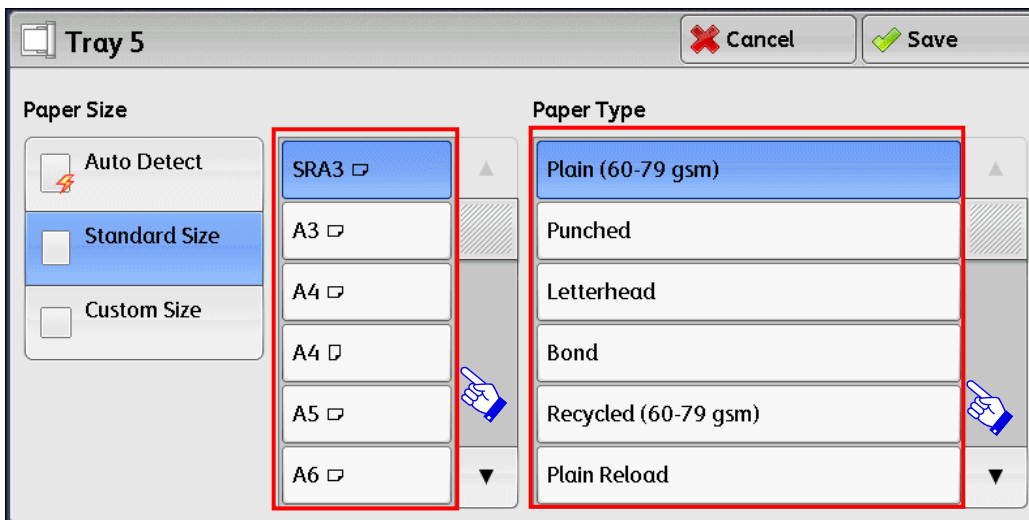 Tray 5
Cancel
Save
Paper Size
Paper Type
Auto Detect
Standard Size
Custom Size
SRA3
A3
A4
A4
A5
A6
Plain (60-79 gsm)
Punched
Letterhead
Bond
Recycled (60-79 gsm)
Plain Reload